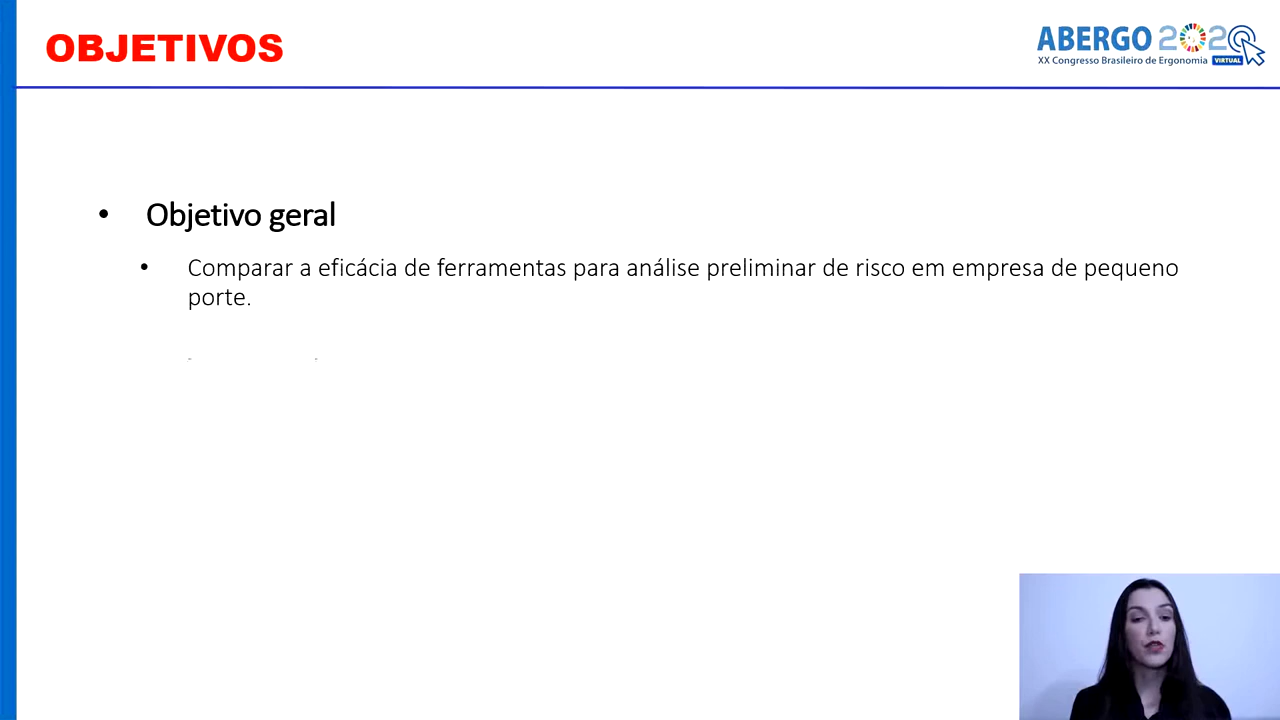 OBJETIVOS
ABERGO 2020
XX Congresso Brasileiro de Ergonomia VIRTUAL
• Objetivo geral
• Comparar a eficácia de ferramentas para análise preliminar de risco em empresa de pequeno
porte.